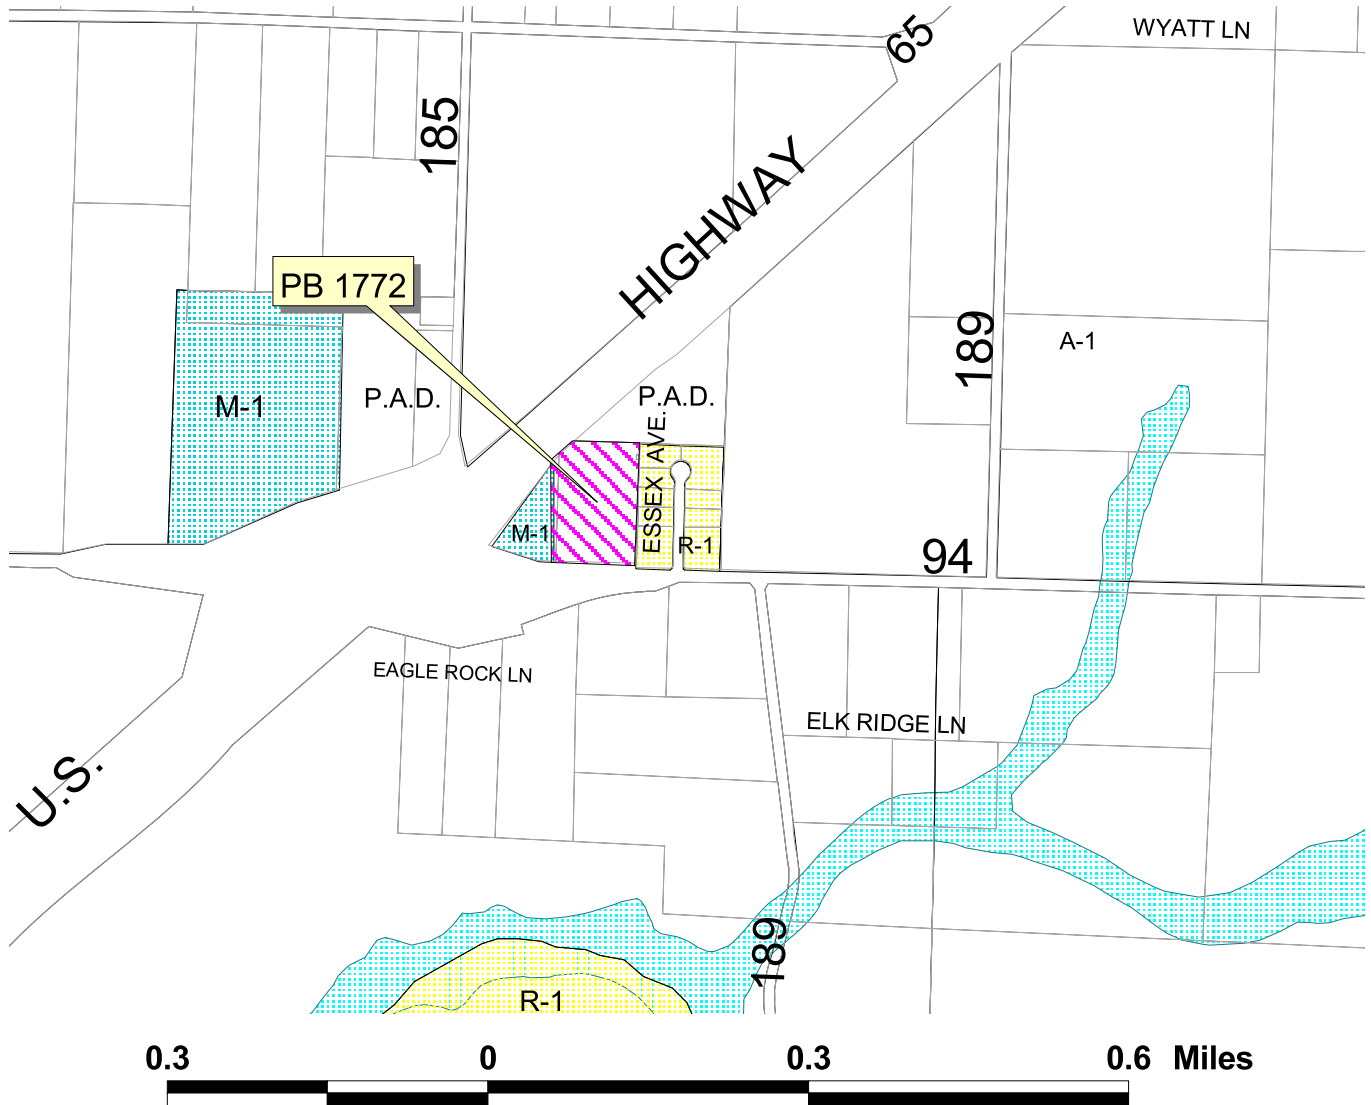 WYATT LN
65
185
HIGHWAY
PB 1772
189
A-1
P.A.D.
P.A.D.
M-1
ESSEX AVE.
M-1
R-1
94
EAGLE ROCK LN
ELK RIDGE LN
U.S.
189
R-1
0.3 0 0.3 0.6 Miles